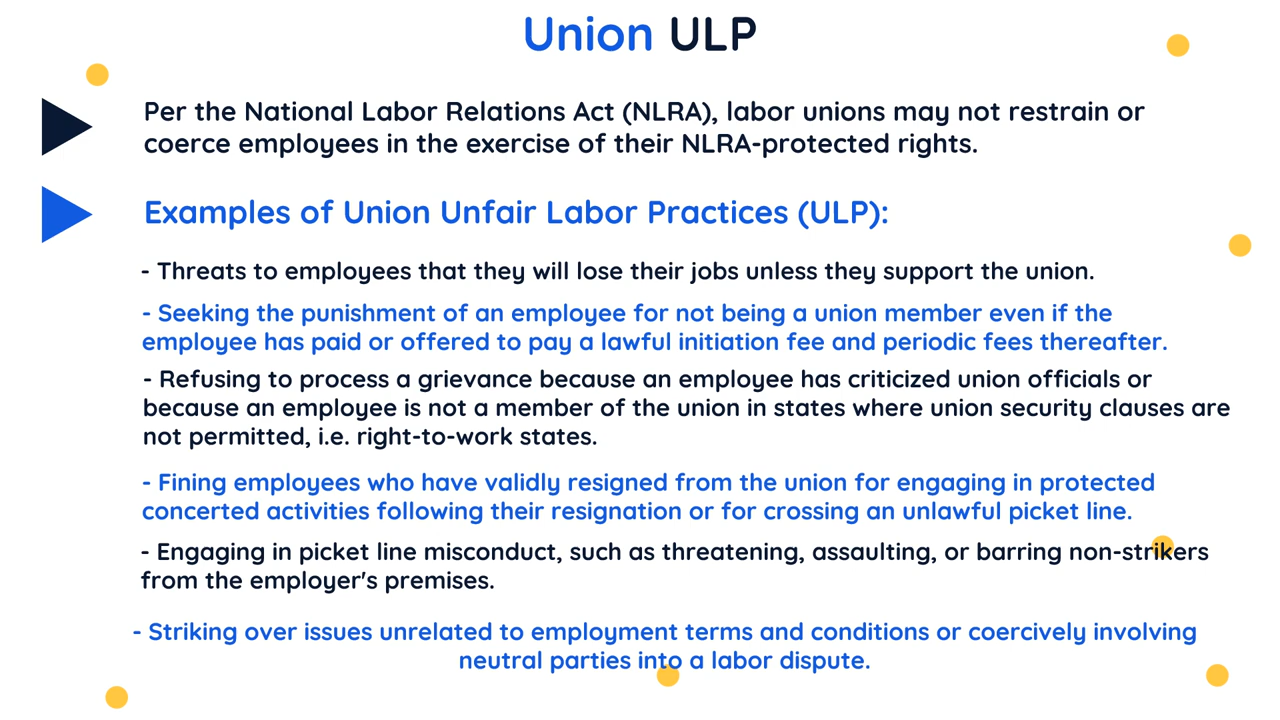 Union ULP
Per the National Labor Relations Act (NLRA), labor unions may not restrain or
coerce employees in the exercise of their NLRA-protected rights.
Examples of Union Unfair Labor Practices (ULP):
- Threats to employees that they will lose their jobs unless they support the union.
- Seeking the punishment of an employee for not being a union member even if the
employee has paid or offered to pay a lawful initiation fee and periodic fees thereafter.
- Refusing to process a grievance because an employee has criticized union officials or
because an employee is not a member of the union in states where union security clauses are
not permitted, i.e. right-to-work states.
- Fining employees who have validly resigned from the union for engaging in protected
concerted activities following their resignation or for crossing an unlawful picket line.
- Engaging in picket line misconduct, such as threatening, assaulting, or barring non-strikers
from the employer's premises.
- Striking over issues unrelated to employment terms and conditions or coercively involving
neutral parties into a labor dispute.